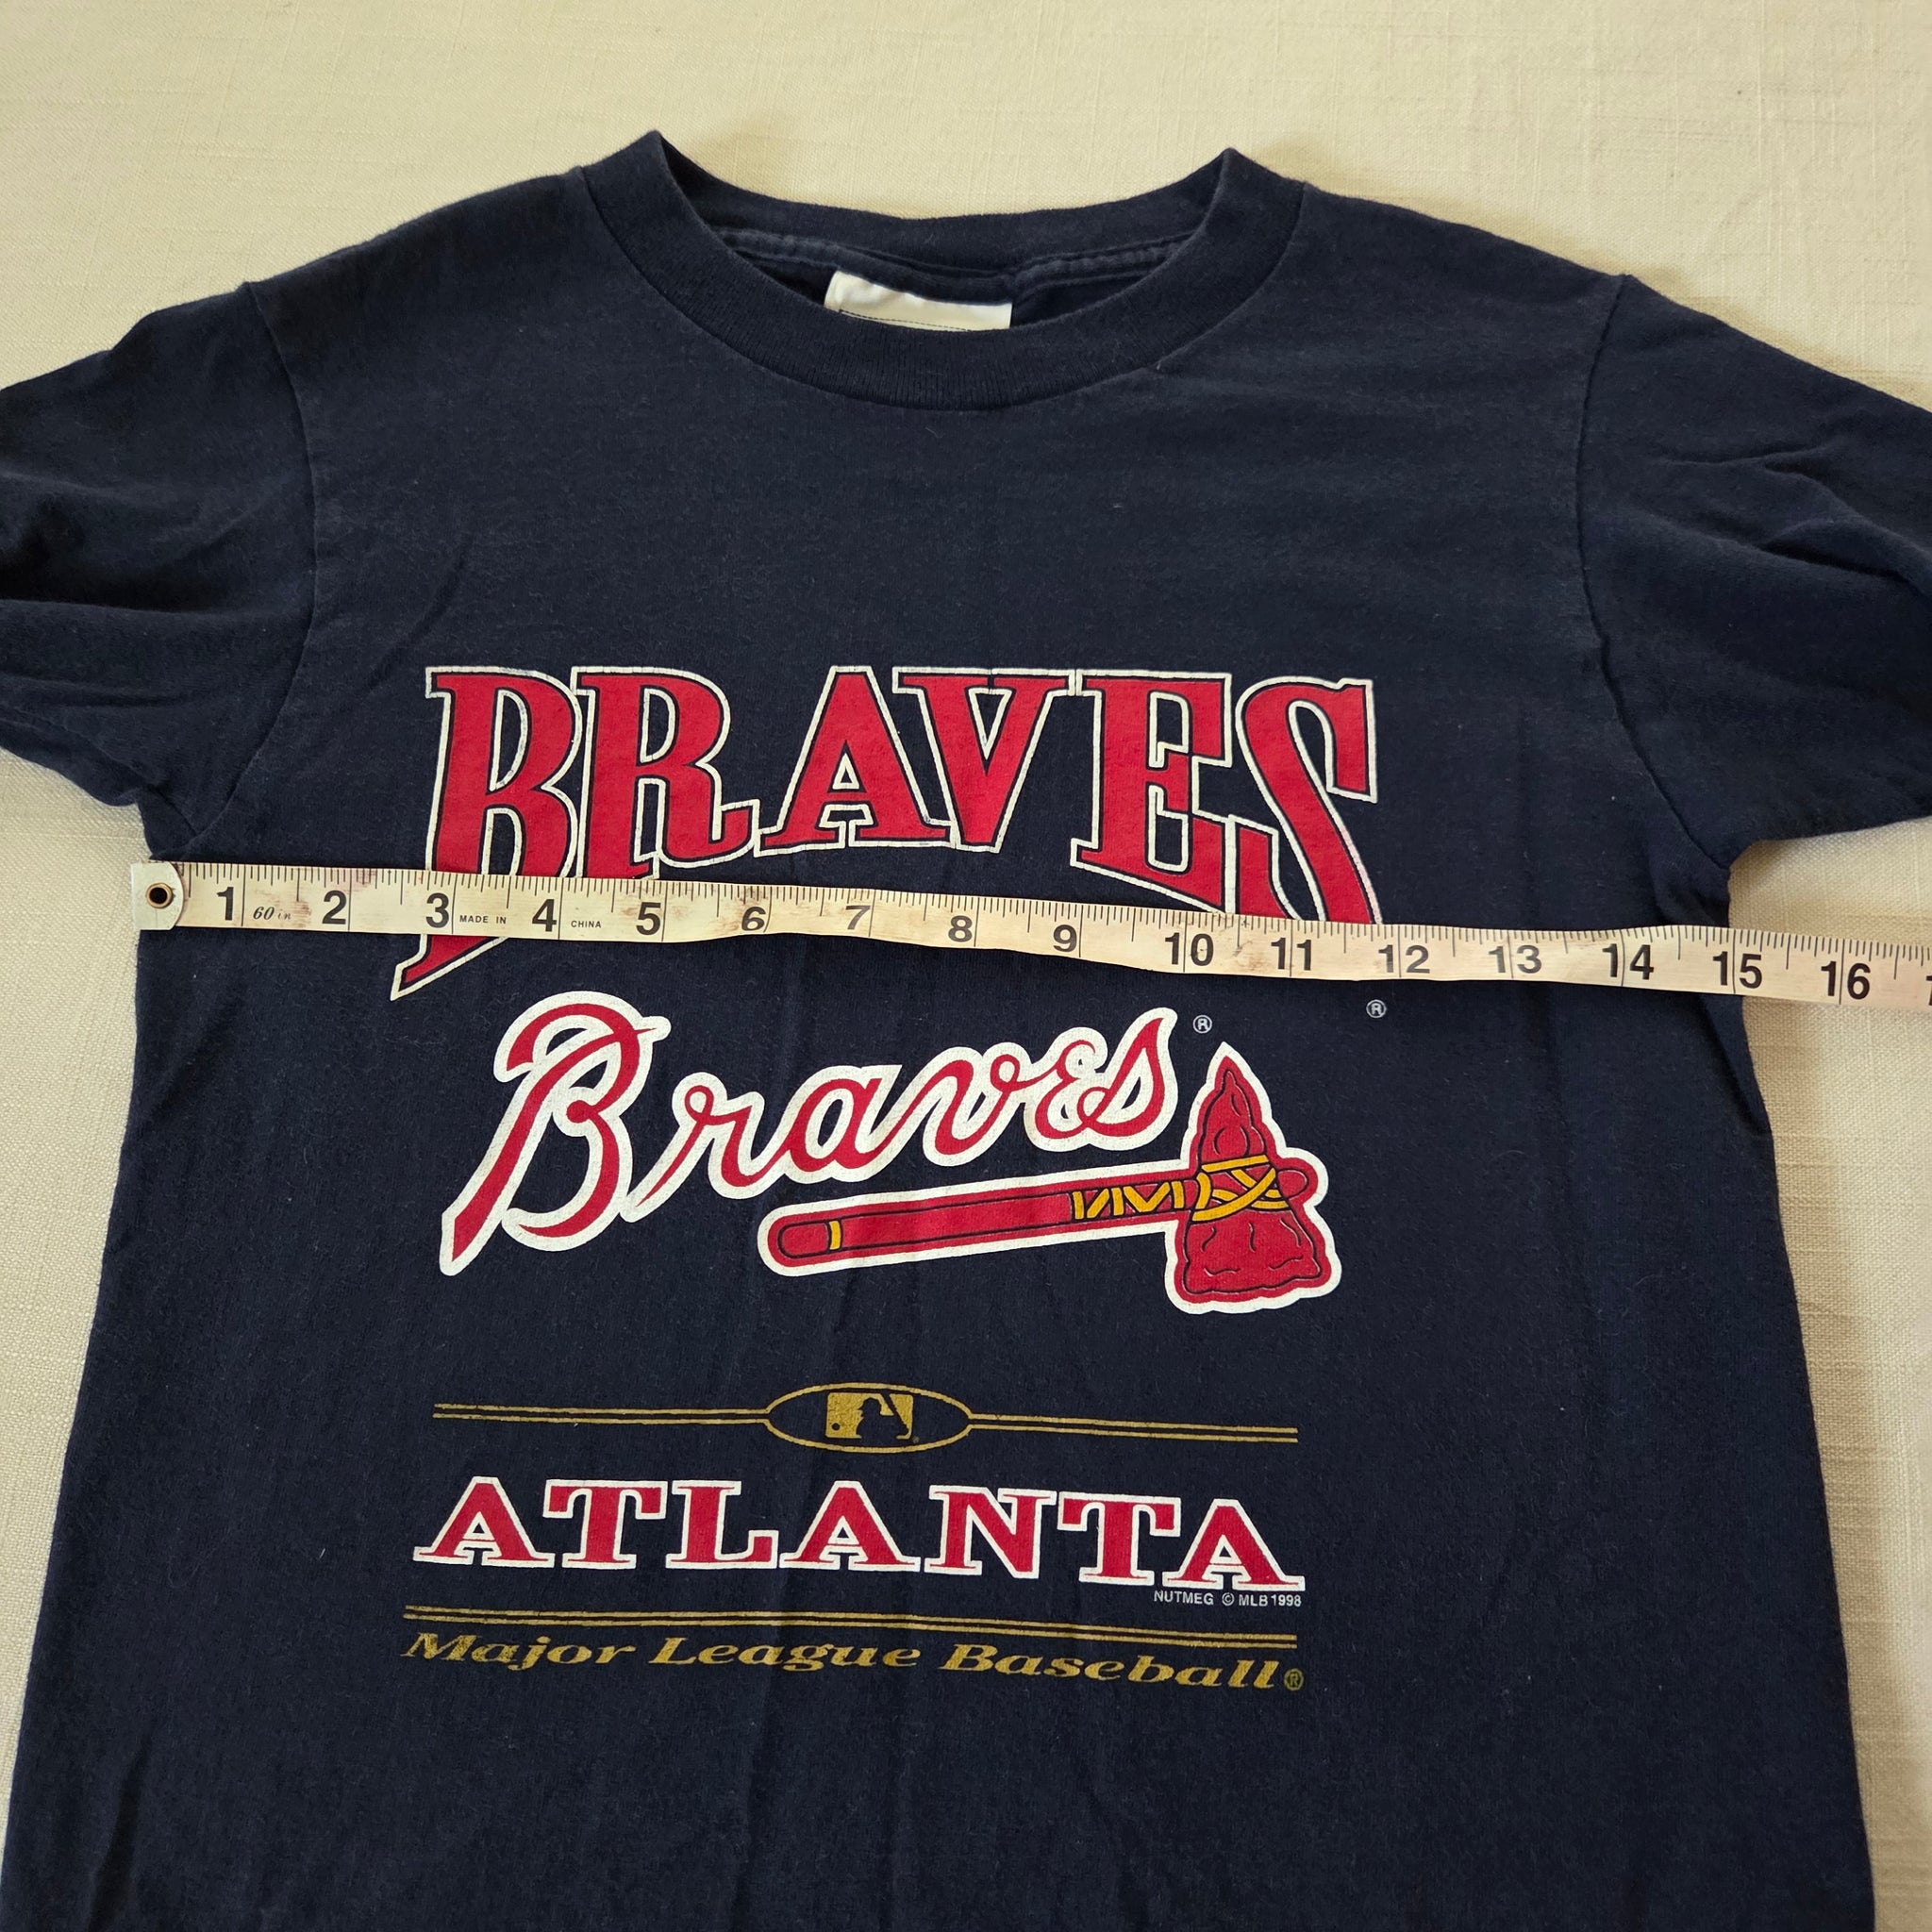 BRAVES
1 60 in 2 3 MADE IN 4 CHINA 5 6 7 8 9 10 11 12 13 14 15 16
®
Braves ®
ATLANTA
NUTMEG © MLB 1998
Major League Baseball®